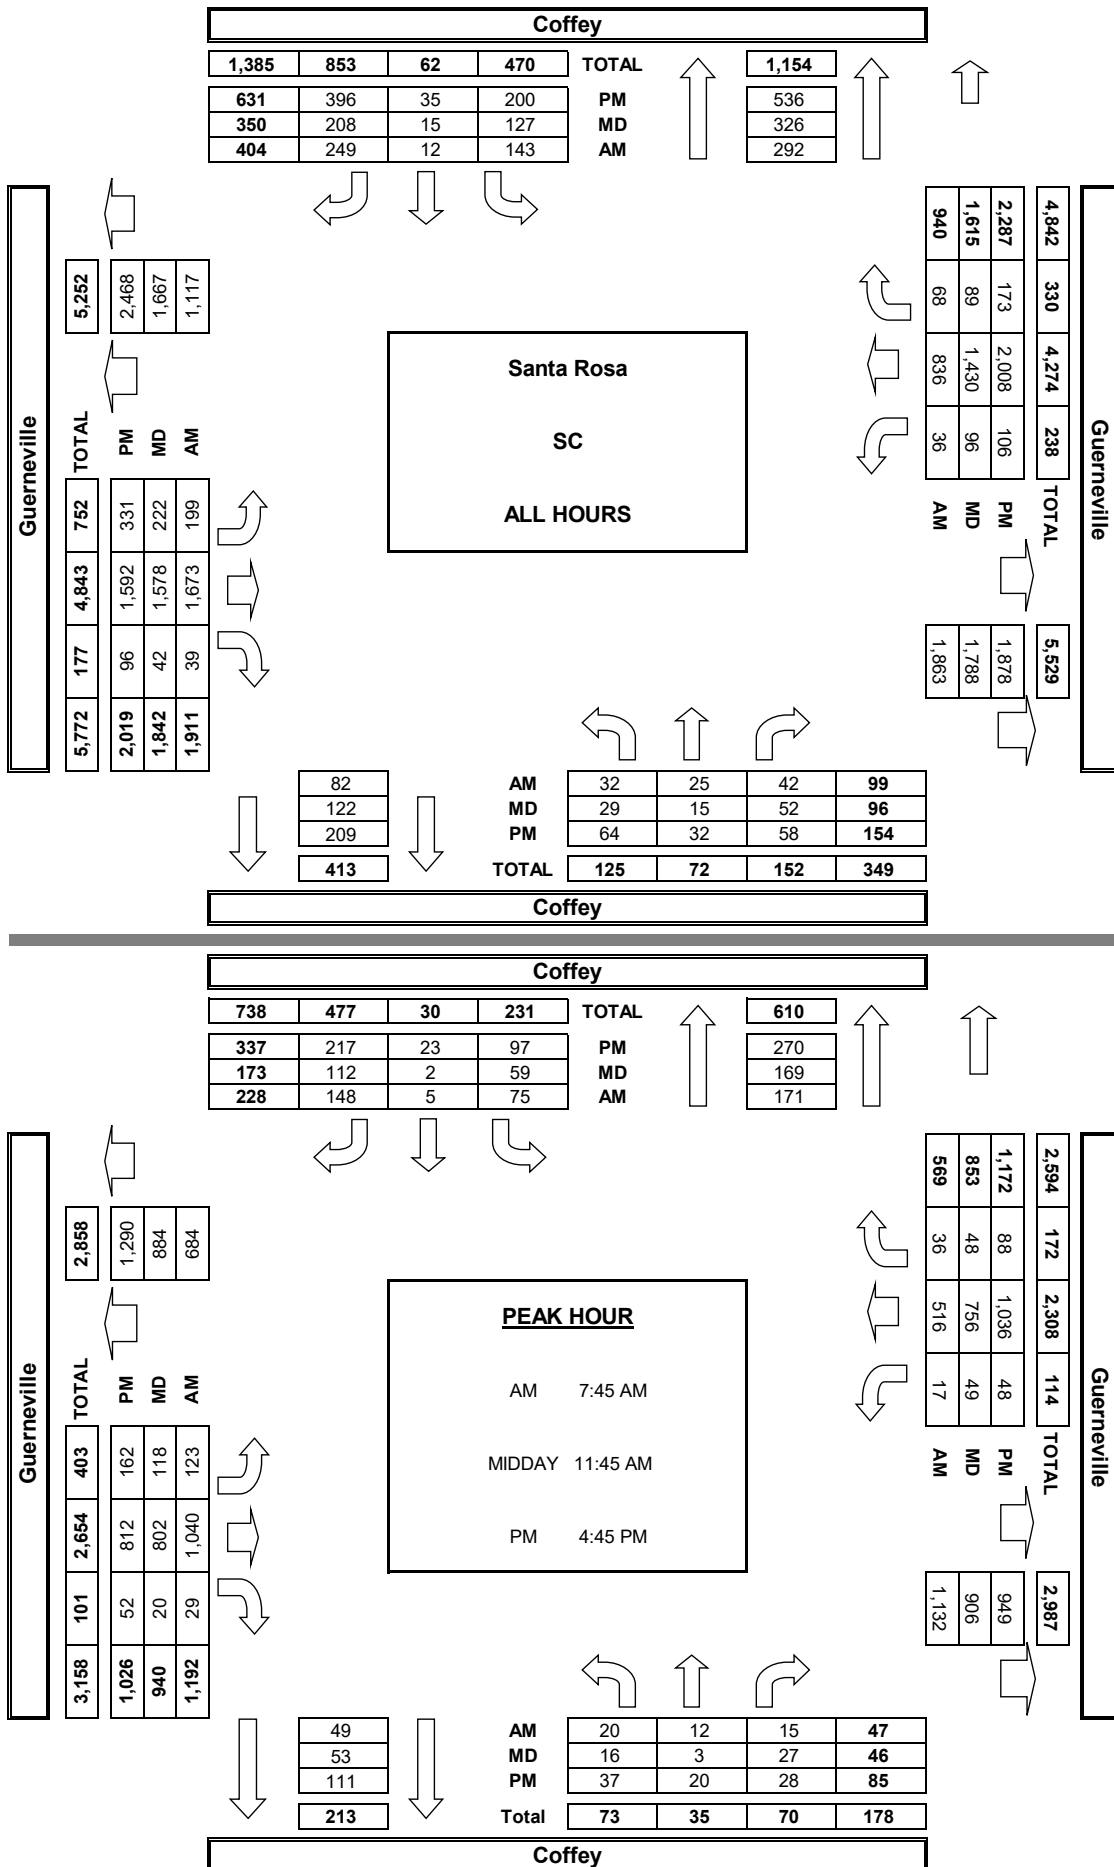 Coffey
1,385 853 62 470 TOTAL 1,154
631 396 35 200 PM 536
350 208 15 127 MD 326
404 249 12 143 AM 292
Guerneville
5,252
2,468
1,667
1,117
TOTAL PM MD AM
752 331 222 199
4,843 1,592 1,578 1,673
177 96 42 39
5,772 2,019 1,842 1,911
Santa Rosa
SC
ALL HOURS
940 1,615 2,287 4,842
68 89 173 330
836 1,430 2,008 4,274
36 96 106 238
AM MD PM TOTAL
1,863 1,788 1,878 5,529
Guerneville
82 AM 32 25 42 99
122 MD 29 15 52 96
209 PM 64 32 58 154
413 TOTAL 125 72 152 349
Coffey
Coffey
738 477 30 231 TOTAL 610
337 217 23 97 PM 270
173 112 2 59 MD 169
228 148 5 75 AM 171
Guerneville
2,858
1,290
884
684
TOTAL PM MD AM
403 162 118 123
2,654 812 802 1,040
101 52 20 29
3,158 1,026 940 1,192
PEAK HOUR
AM 7:45 AM
MIDDAY 11:45 AM
PM 4:45 PM
569 853 1,172 2,594
36 48 88 172
516 756 1,036 2,308
17 49 48 114
AM MD PM TOTAL
1,132 906 949 2,987
Guerneville
49 AM 20 12 15 47
53 MD 16 3 27 46
111 PM 37 20 28 85
213 Total 73 35 70 178
Coffey